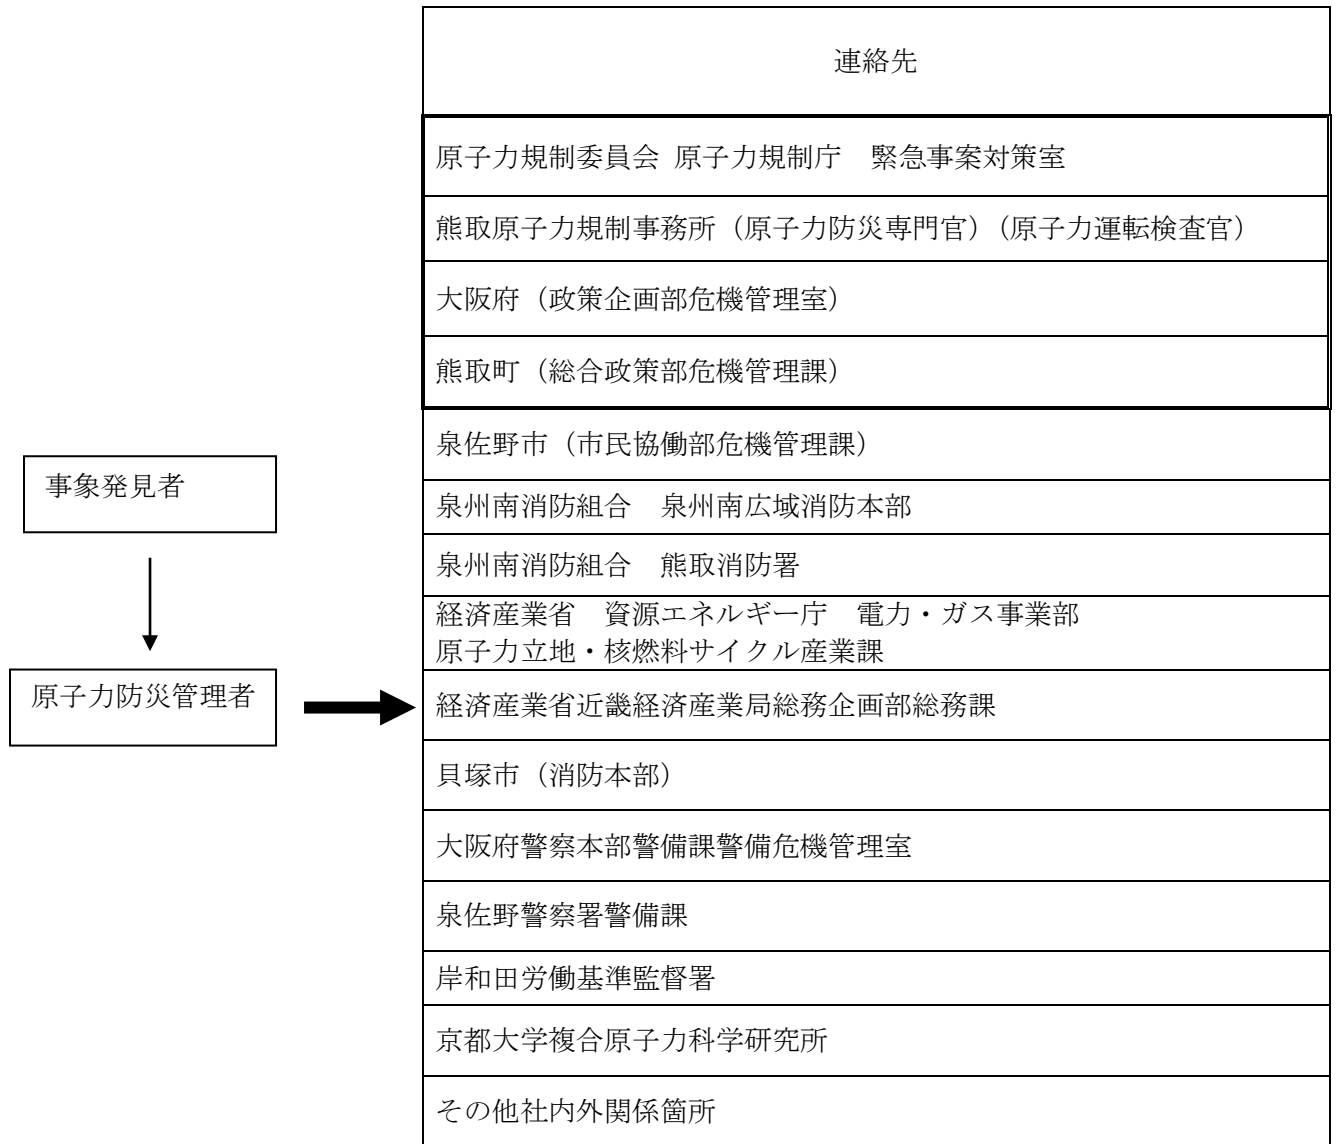 連絡先
原子力規制委員会 原子力規制庁　緊急事案対策室
熊取原子力規制事務所（原子力防災専門官）（原子力運転検査官）
大阪府（政策企画部危機管理室）
熊取町（総合政策部危機管理課）
泉佐野市（市民協働部危機管理課）
泉州南消防組合　泉州南広域消防本部
泉州南消防組合　熊取消防署
経済産業省　資源エネルギー庁　電力・ガス事業部
原子力立地・核燃料サイクル産業課
経済産業省近畿経済産業局総務企画部総務課
貝塚市（消防本部）
大阪府警察本部警備課警備危機管理室
泉佐野警察署警備課
岸和田労働基準監督署
京都大学複合原子力科学研究所
その他社内外関係箇所
事象発見者
原子力防災管理者